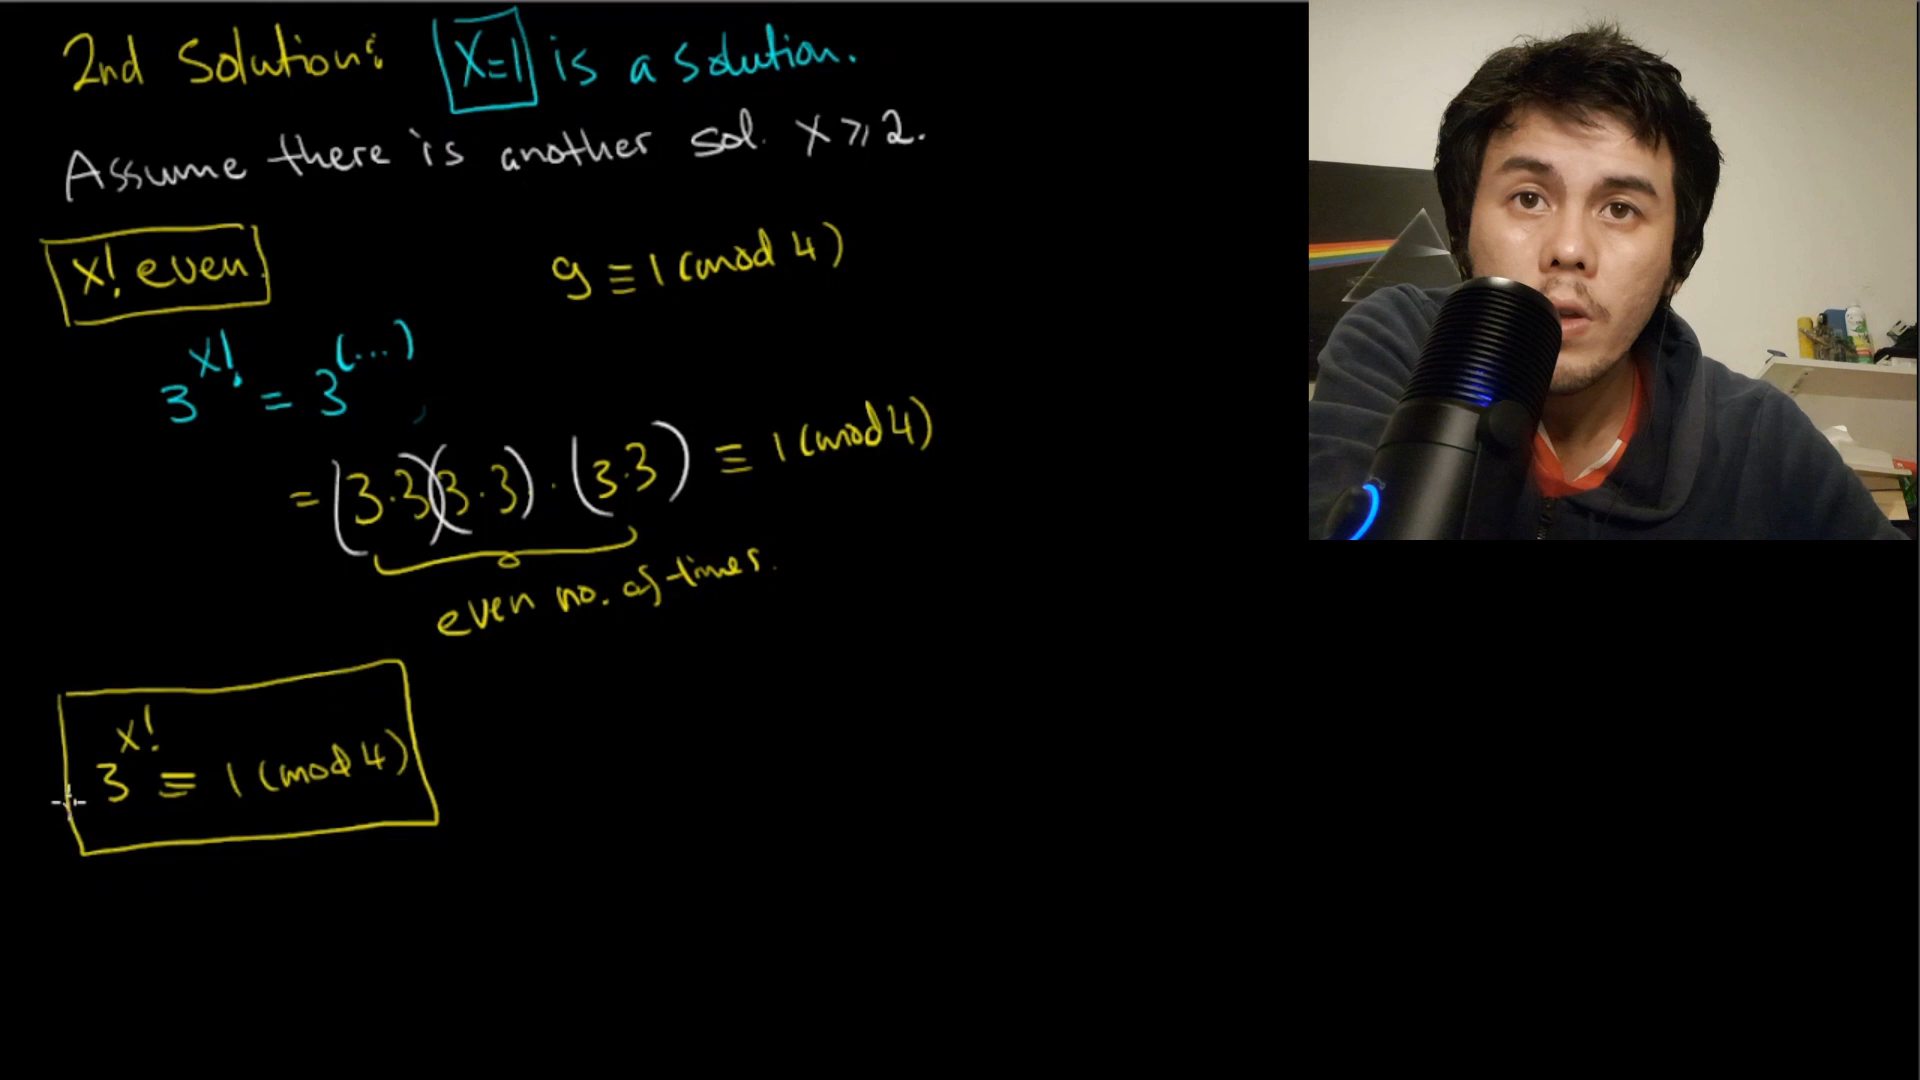 2nd Solution: X=1 is a solution.
Assume there is another sol. X ⩾ 2.
X! even.
9 ≡ 1 (mod 4)
3^X! = 3^(...)
= (3·3)(3·3)·(3·3) ≡ 1 (mod 4)
even no. of times.
3^X! ≡ 1 (mod 4)